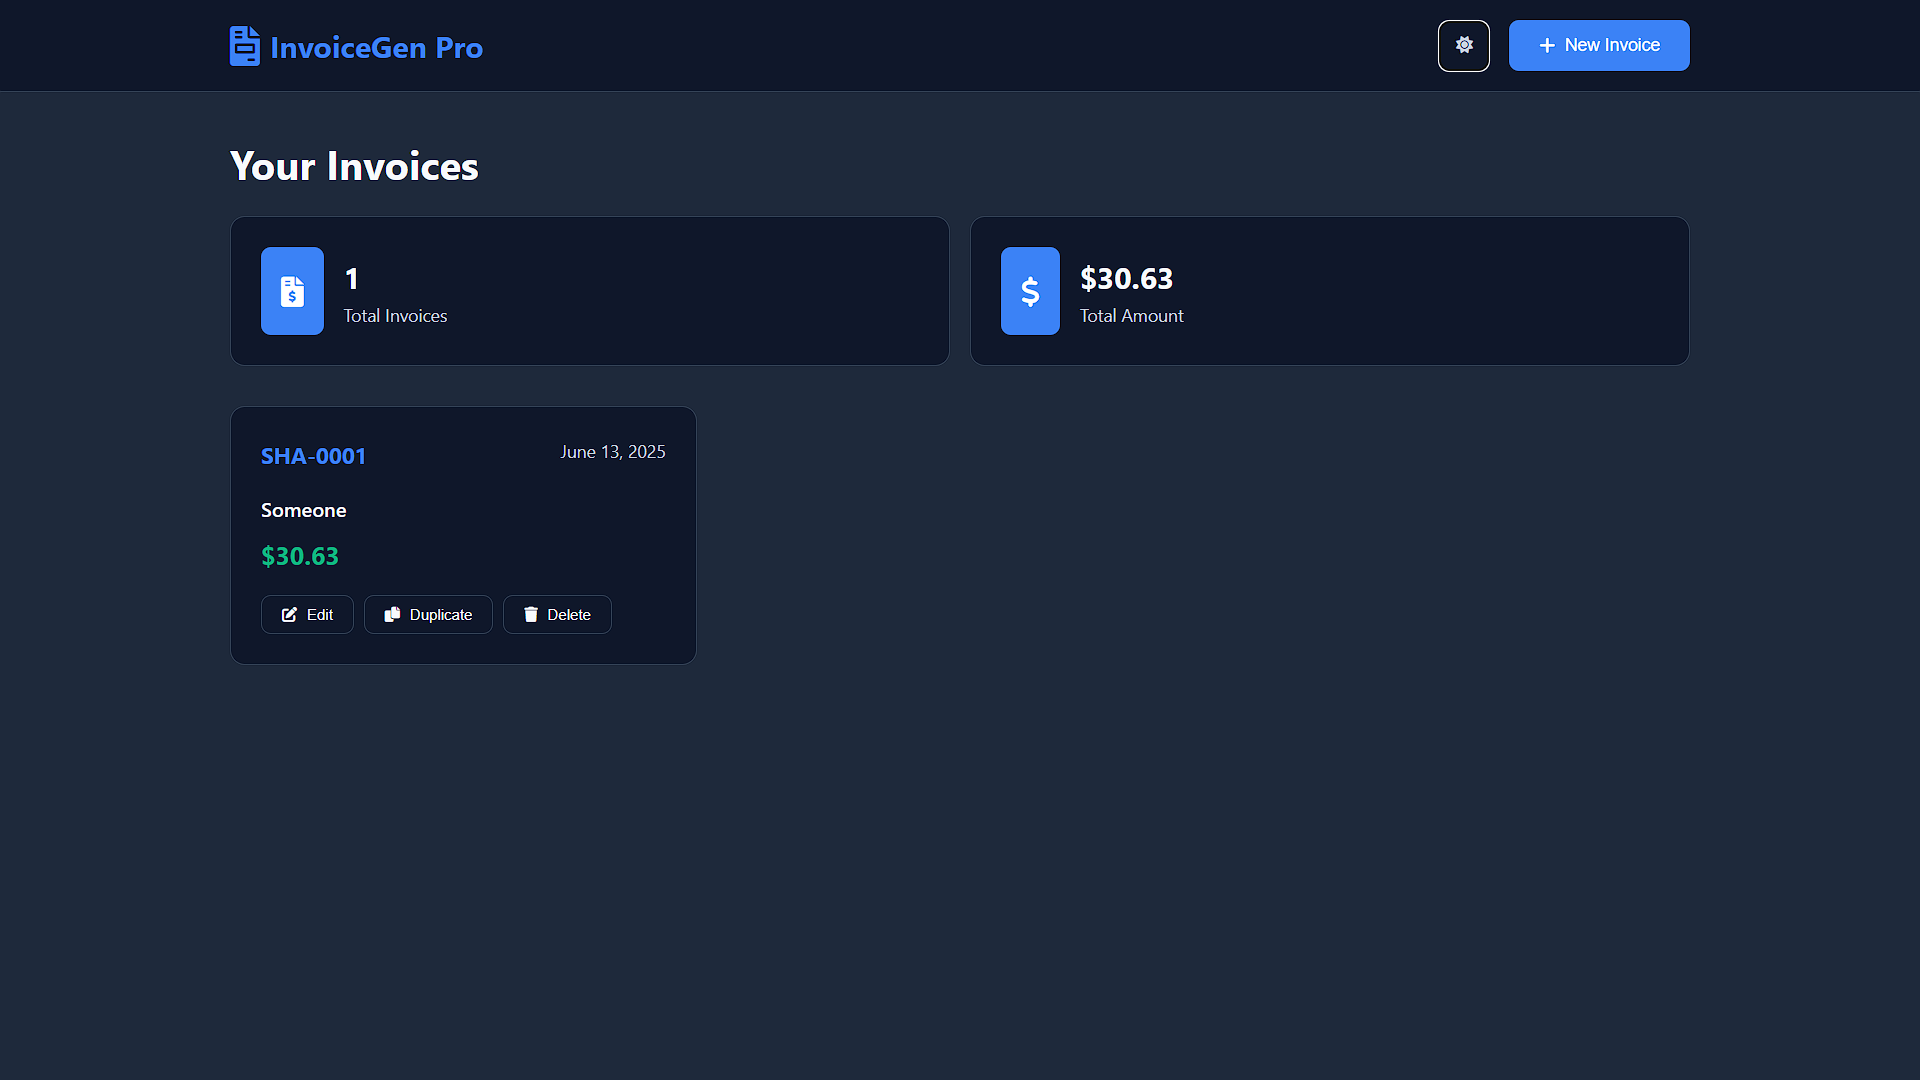 InvoiceGen Pro
New Invoice
Your Invoices
1
Total Invoices
$30.63
Total Amount
SHA-0001
June 13, 2025
Someone
$30.63
Edit
Duplicate
Delete